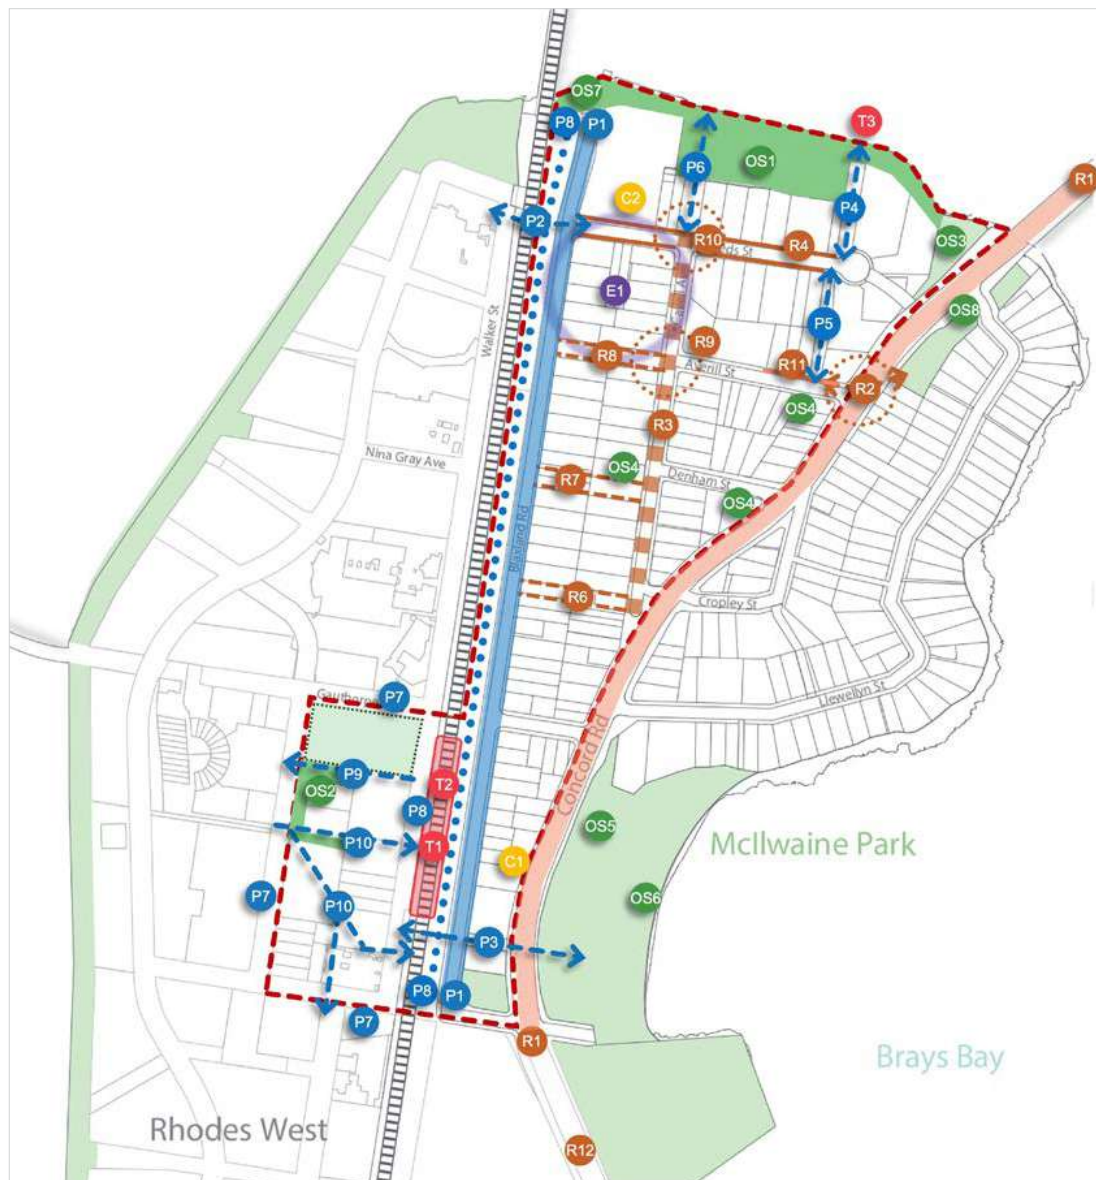 OS7
P8
P1
T3
P6
OS1
R1
C2
P4
P2
R10
R4
OS3
ds St
E1
P5
OS8
Walker St
R9
R8
R11
Averill St
R2
OS4
R3
Nina Gray Ave
OS4
R7
Denham St
OS4
Blaxland Rd
R6
Cropley St
Llewellyn St
P7
Concord Rd
P9
T2
OS2
P8
OS5
P10
T1
McIlwaine Park
C1
P7
P10
OS6
P3
P8
P1
P7
R1
Brays Bay
Rhodes West
R12